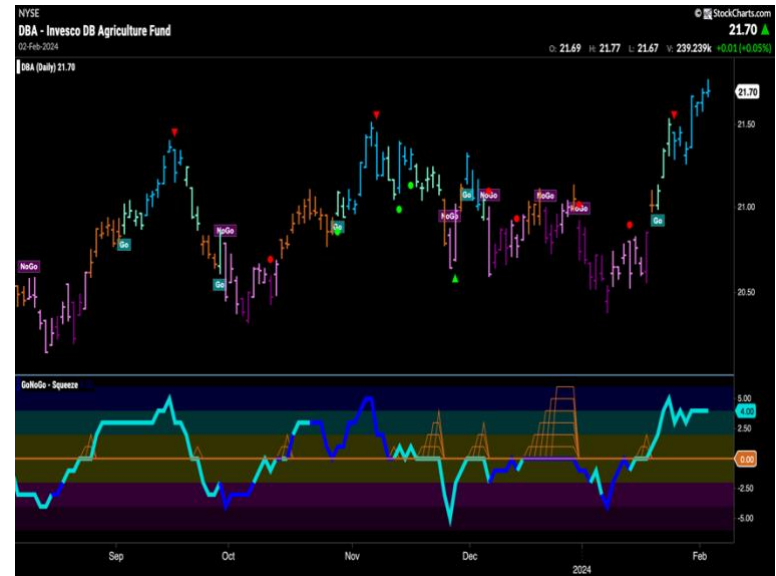 NYSE © StockCharts.com
DBA - Invesco DB Agriculture Fund 21.70
02-Feb-2024 O: 21.69 H: 21.77 L: 21.67 V: 239.239k +0.01 (+0.05%)
DBA (Daily) 21.70
21.70
21.50
NoGo
Go
NoGo
Go
Go
NoGo
Go
NoGo
NoGo
NoGo
Go
21.00
20.50
GoNoGo - Squeeze
5.00
4.00
2.50
0.00
-2.50
-5.00
Sep Oct Nov Dec 2024 Feb